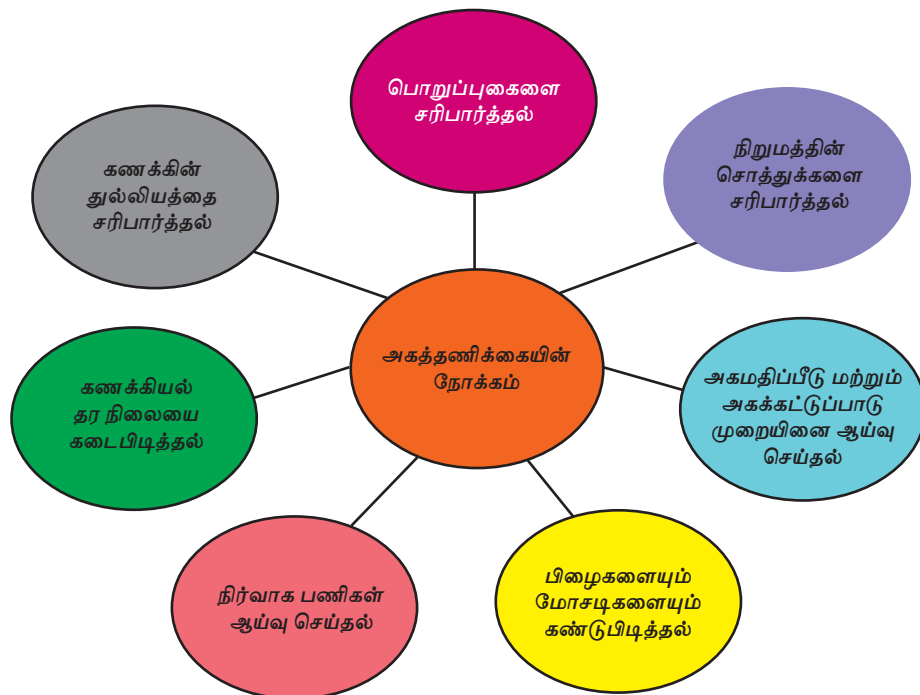 பொறுப்புகைளை
சரிபார்த்தல்
நிறுமத்தின்
சொத்துக்களை
சரிபார்த்தல்
கணக்கின்
துல்லியத்தை
சரிபார்த்தல்
அகத்தணிக்கையின்
நோக்கம்
அகமதிப்பீடு மற்றும்
அகக்கட்டுப்பாடு
முறையினை ஆய்வு
செய்தல்
கணக்கியல்
தர நிலையை
கடைபிடித்தல்
நிர்வாக பணிகள்
ஆய்வு செய்தல்
பிழைகளையும்
மோசடிகளையும்
கண்டுபிடித்தல்